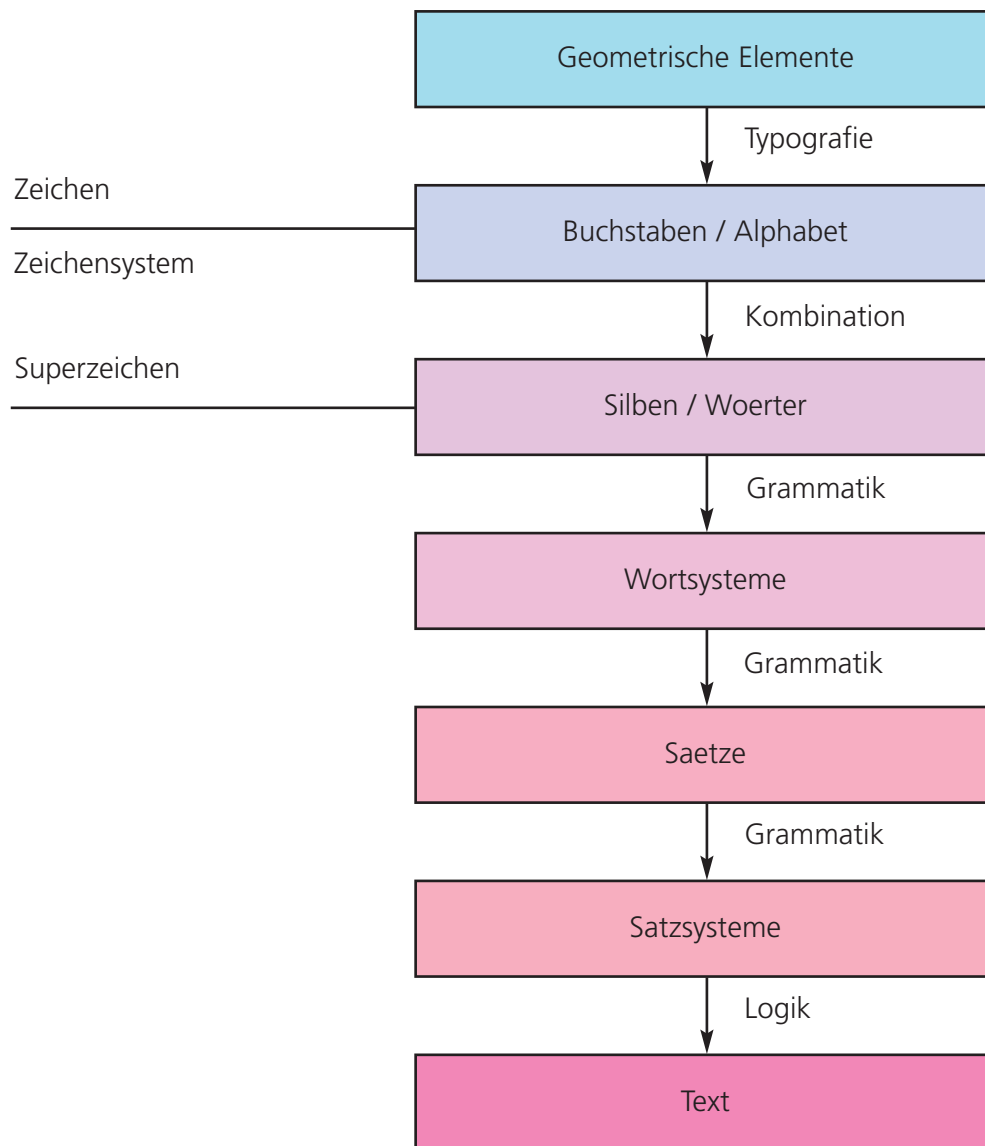 Geometrische Elemente
Typografie
Zeichen
Buchstaben / Alphabet
Zeichensystem
Kombination
Superzeichen
Silben / Woerter
Grammatik
Wortsysteme
Grammatik
Saetze
Grammatik
Satzsysteme
Logik
Text